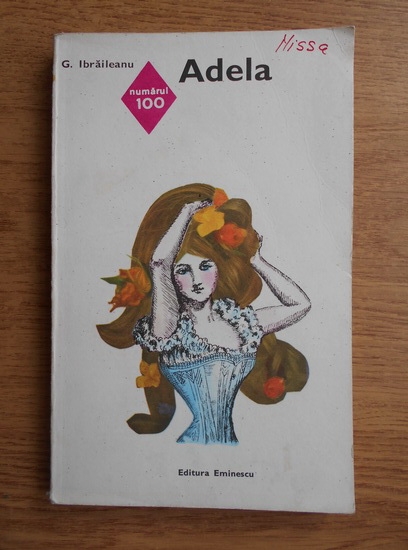 Missa
G. Ibrăileanu
Adela
numărul
100
Editura Eminescu